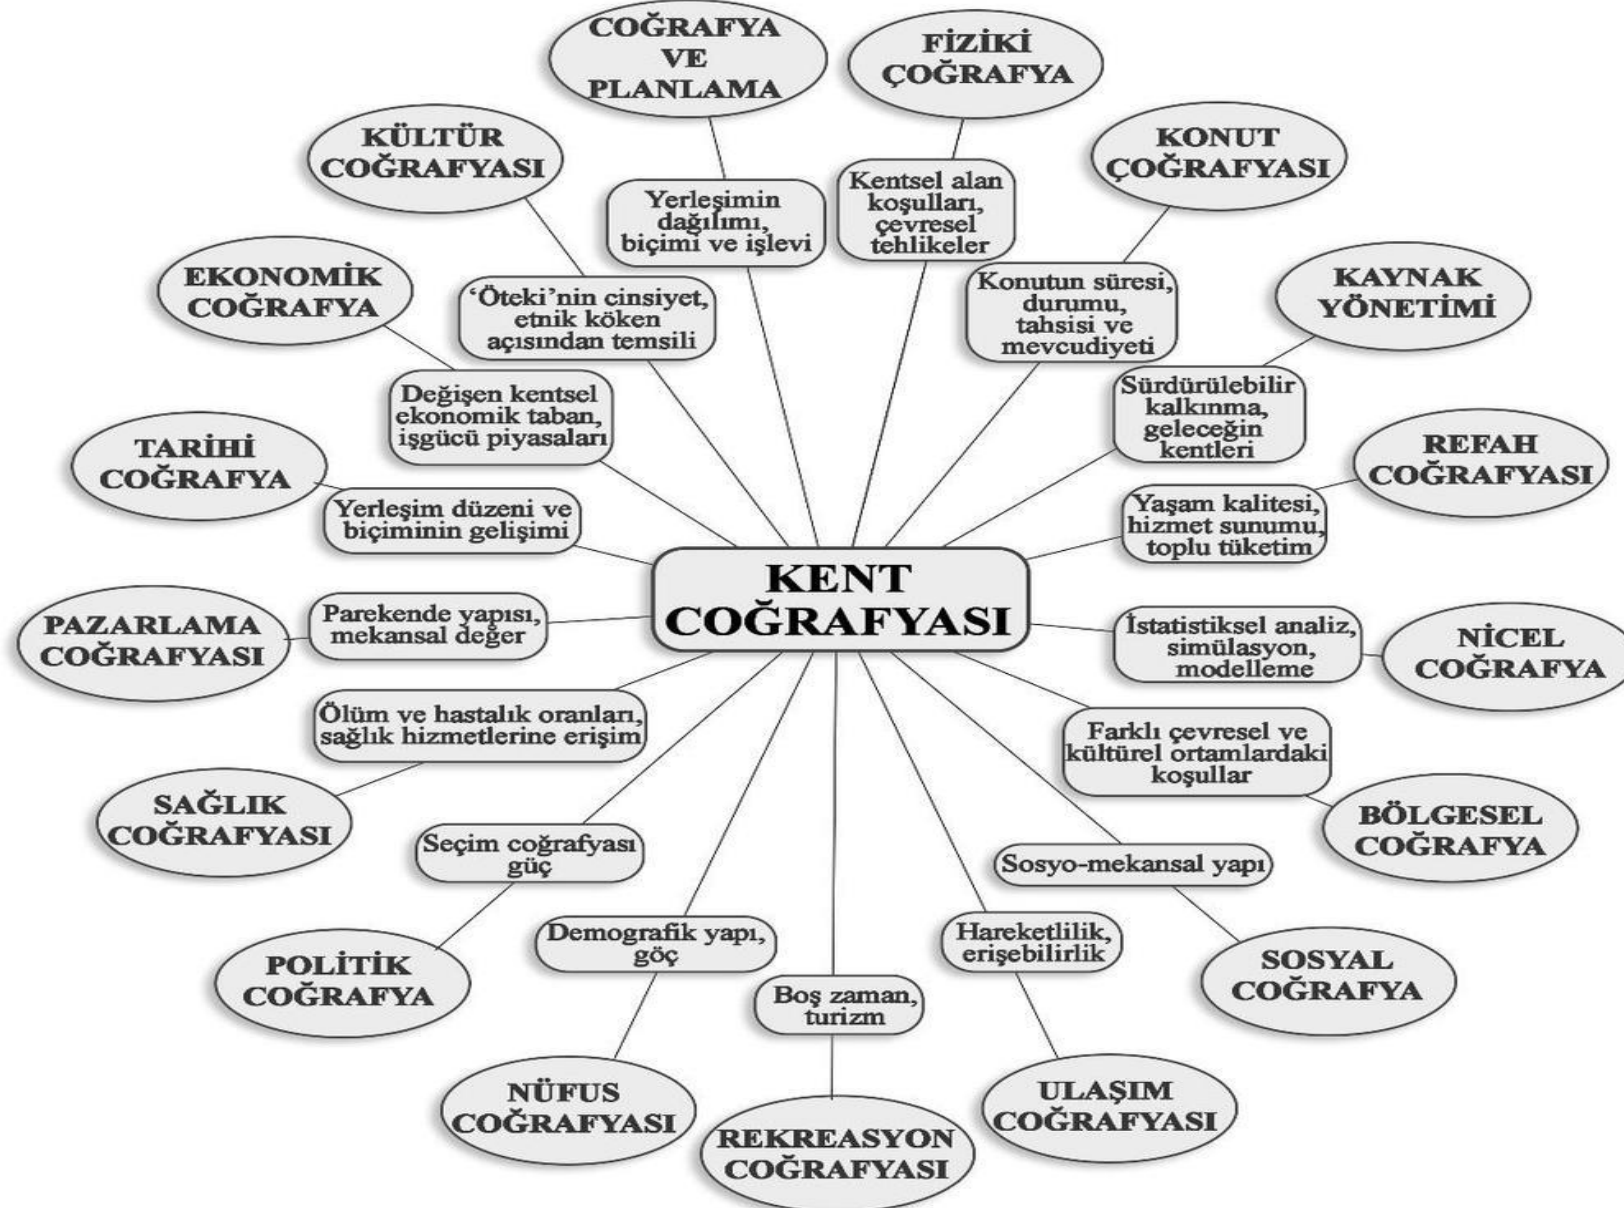 COĞRAFYA
VE
PLANLAMA
FİZİKİ
ÇOĞRAFYA
KÜLTÜR
COĞRAFYASI
KONUT
ÇOĞRAFYASI
Yerleşimin
dağılımı,
biçimi ve işlevi
Kentsel alan
koşulları,
çevresel
tehlikeler
EKONOMİK
COĞRAFYA
'Öteki'nin cinsiyet,
etnik köken
açısından temsili
Konutun süresi,
durumu,
tahsisi ve
mevcudiyeti
KAYNAK
YÖNETİMİ
Değişen kentsel
ekonomik taban,
işgücü piyasaları
Sürdürülebilir
kalkınma,
geleceğin
kentleri
TARİHİ
COĞRAFYA
REFAH
COĞRAFYASI
Yerleşim düzeni ve
biçiminin gelişimi
Yaşam kalitesi,
hizmet sunumu,
toplu tüketim
KENT
COĞRAFYASI
PAZARLAMA
COĞRAFYASI
Parekende yapısı,
mekansal değer
İstatistiksel analiz,
simülasyon,
modelleme
NİCEL
COĞRAFYA
Ölüm ve hastalık oranları,
sağlık hizmetlerine erişim
Farklı çevresel ve
kültürel ortamlardaki
koşullar
SAĞLIK
COĞRAFYASI
BÖLGESEL
COĞRAFYA
Seçim coğrafyası
güç
Sosyo-mekansal yapı
POLİTİK
COĞRAFYA
Demografik yapı,
göç
Hareketlilik,
erişebilirlik
SOSYAL
COĞRAFYA
Boş zaman,
turizm
NÜFUS
COĞRAFYASI
ULAŞIM
COĞRAFYASI
REKREASYON
COĞRAFYASI